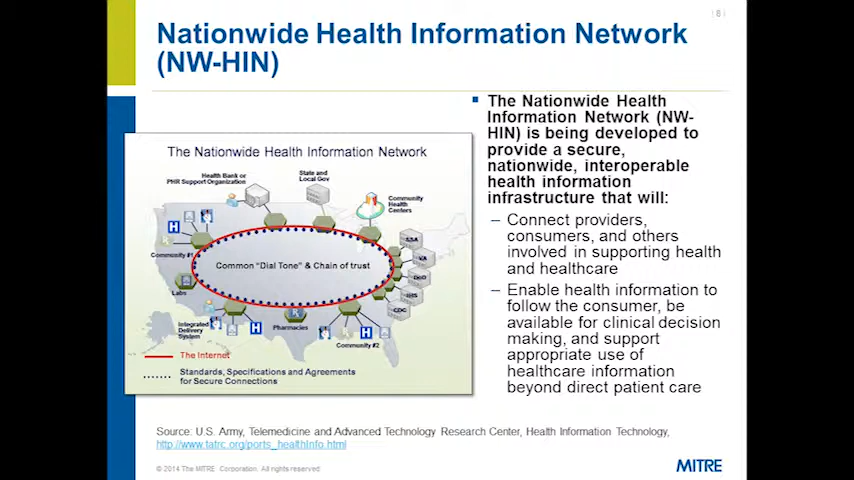 | 6 |
Nationwide Health Information Network
(NW-HIN)
The Nationwide Health Information Network
Health Bank or
PHR Support Organization
State and
Local Gov
Community
Health
Centers
Community #1
SSA
VA
DoD
IHS
CDC
Common "Dial Tone" & Chain of trust
Labs
Integrated
Delivery
System
Pharmacies
Community #2
The Internet
Standards, Specifications and Agreements
for Secure Connections
The Nationwide Health
Information Network (NW-
HIN) is being developed to
provide a secure,
nationwide, interoperable
health information
infrastructure that will:
– Connect providers,
consumers, and others
involved in supporting health
and healthcare
– Enable health information to
follow the consumer, be
available for clinical decision
making, and support
appropriate use of
healthcare information
beyond direct patient care
Source: U.S. Army, Telemedicine and Advanced Technology Research Center, Health Information Technology,
http://www.tatrc.org/ports_healthInfo.html
© 2014 The MITRE Corporation. All rights reserved
MITRE